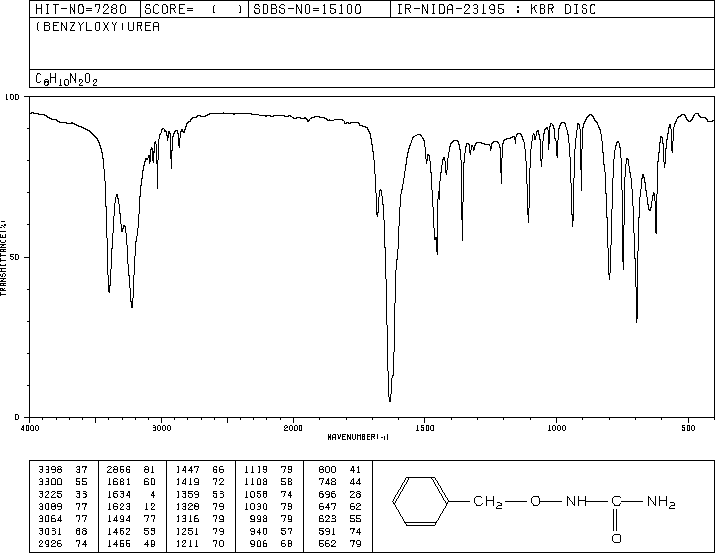 HIT-NO=7280 SCORE= ( ) SDBS-NO=15100 IR-NIDA-23195 : KBR DISC
(BENZYLOXY)UREA
C8H10N2O2
100
50
0
TRANSMITTANCE(%)
4000 3000 2000 1500 1000 500
WAVENUMBER(-1)
3398 37 2866 81 1447 66 1119 79 800 41
3300 55 1681 60 1419 72 1108 58 748 44
3225 33 1634 4 1359 53 1058 74 696 28
3089 77 1623 12 1328 79 1030 79 647 62
3064 77 1494 77 1316 79 998 79 623 55
3031 68 1462 55 1251 79 940 57 591 74
2926 74 1455 49 1211 70 906 68 562 79
CH2 O NH C NH2
O